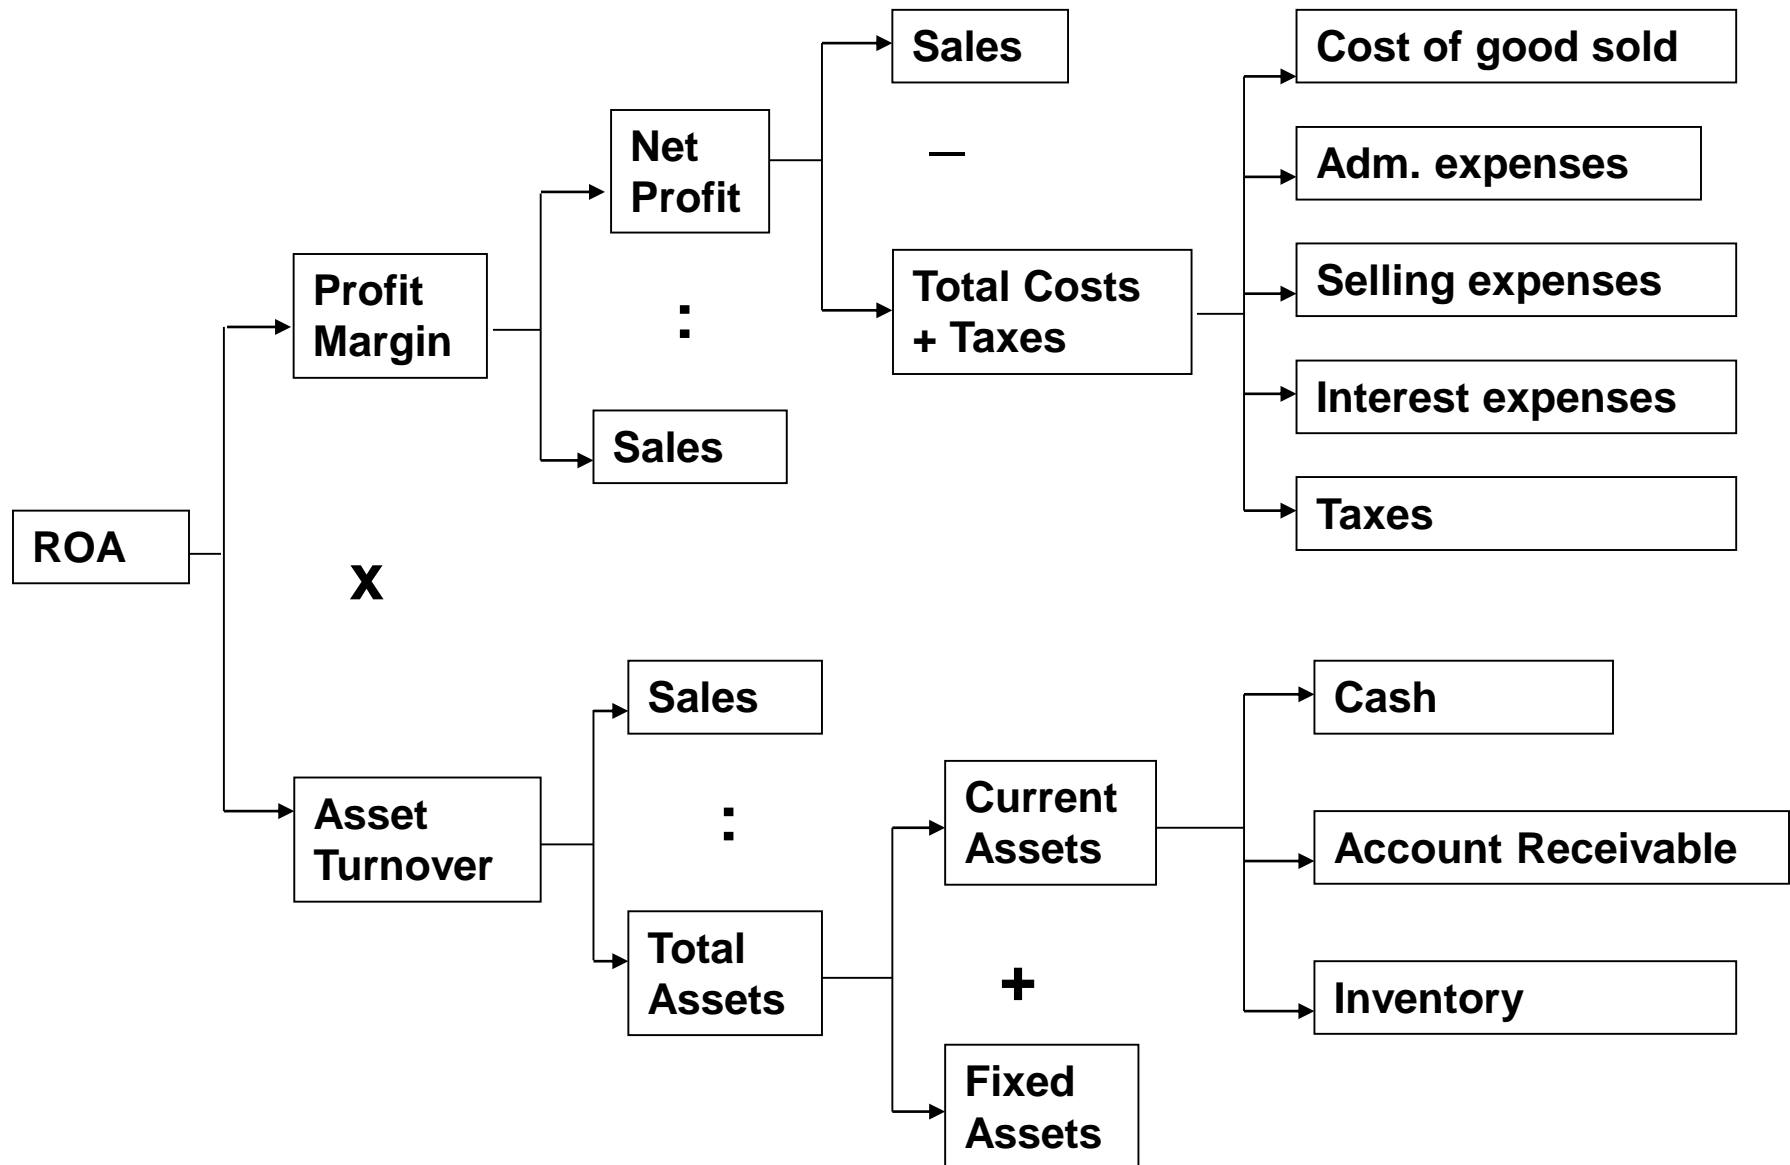 Sales
Cost of good sold
Net
Profit
–
Adm. expenses
Profit
Margin
:
Total Costs
+ Taxes
Selling expenses
Interest expenses
Sales
Taxes
ROA
x
Sales
Cash
Asset
Turnover
:
Current
Assets
Account Receivable
Total
Assets
+
Inventory
Fixed
Assets